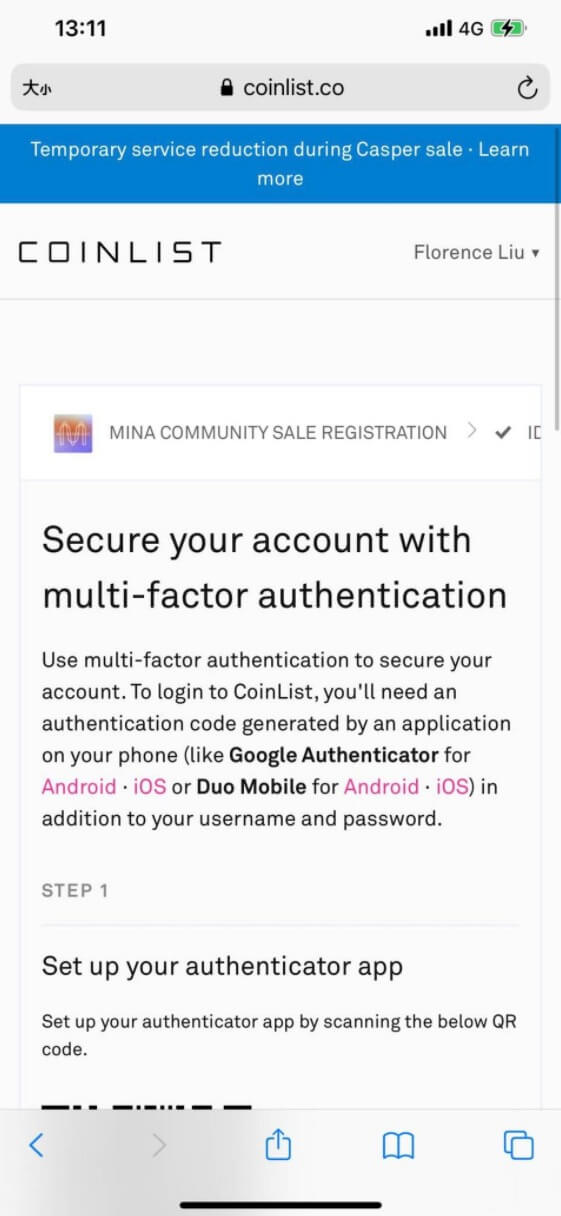 13:11
4G
大小
coinlist.co
Temporary service reduction during Casper sale · Learn
more
COINLIST
Florence Liu ▾
MINA COMMUNITY SALE REGISTRATION
Secure your account with
multi-factor authentication
Use multi-factor authentication to secure your
account. To login to CoinList, you'll need an
authentication code generated by an application
on your phone (like Google Authenticator for
Android · iOS or Duo Mobile for Android · iOS) in
addition to your username and password.
STEP 1
Set up your authenticator app
Set up your authenticator app by scanning the below QR
code.